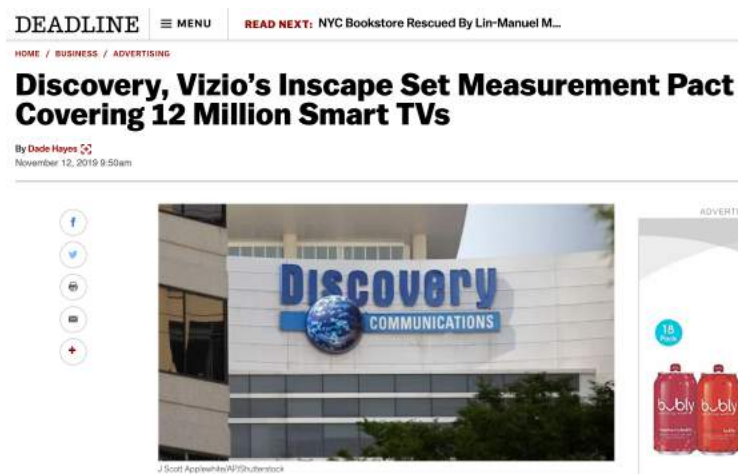 DEADLINE
MENU
READ NEXT: NYC Bookstore Rescued By Lin-Manuel M...
HOME / BUSINESS / ADVERTISING
Discovery, Vizio's Inscape Set Measurement Pact
Covering 12 Million Smart TVs
By Dade Hayes
November 12, 2019 9:50am
ADVERTI
Discovery
COMMUNICATIONS
18
Pack
bubly
bubly
J Scott Applewhite/AP/Shutterstock